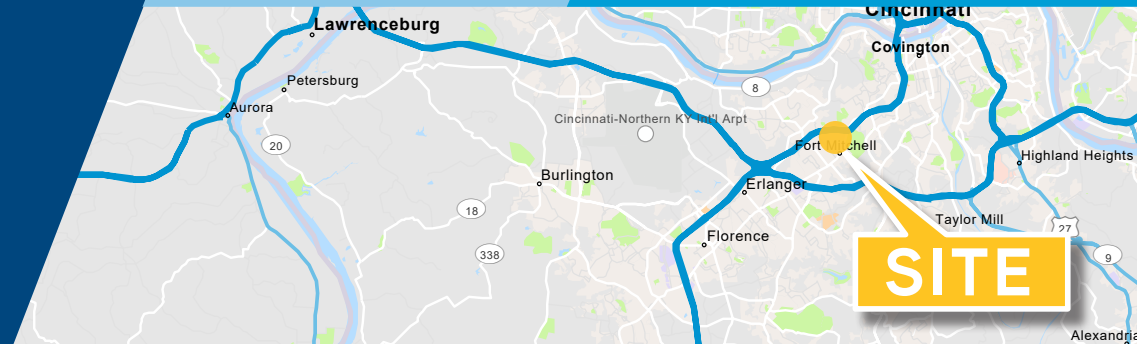 Cincinnati
Lawrenceburg
Covington
Petersburg
8
Aurora
Cincinnati-Northern KY Int'l Arpt
20
Fort Mitchell
Highland Heights
Burlington
Erlanger
18
Taylor Mill
27
Florence
338
9
SITE
Alexandria